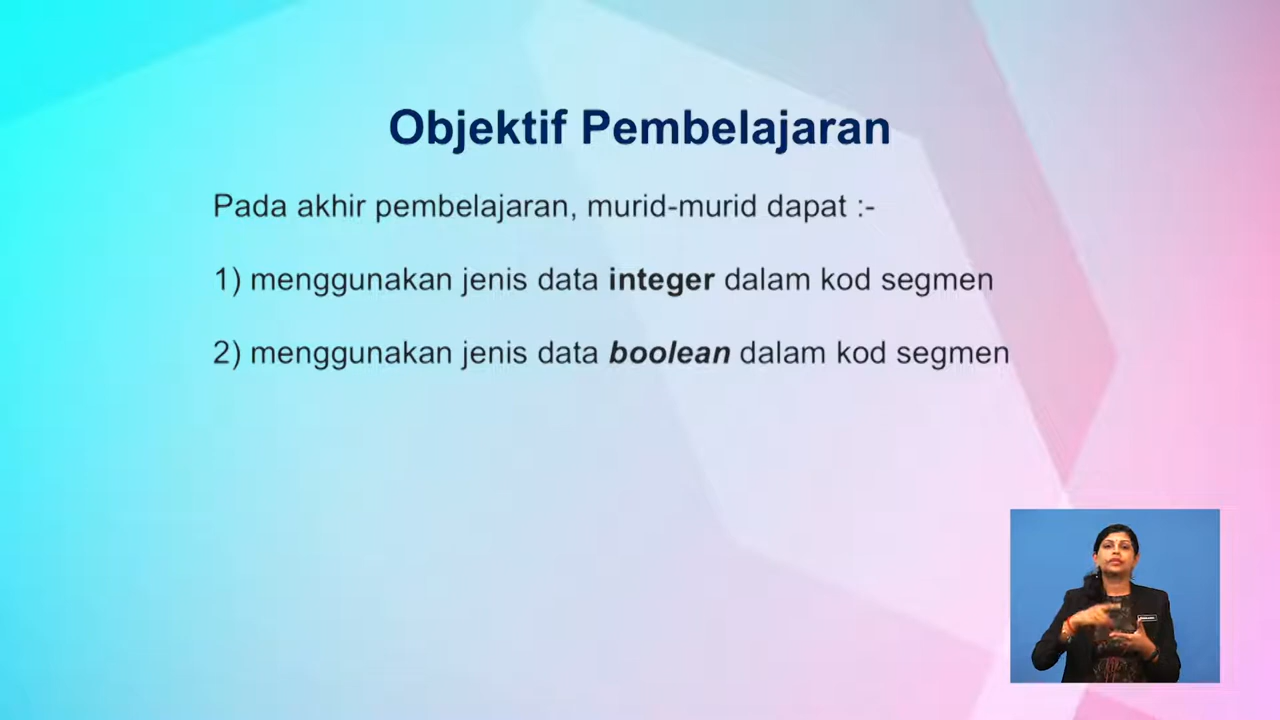 Objektif Pembelajaran
Pada akhir pembelajaran, murid-murid dapat :-
1) menggunakan jenis data integer dalam kod segmen
2) menggunakan jenis data boolean dalam kod segmen